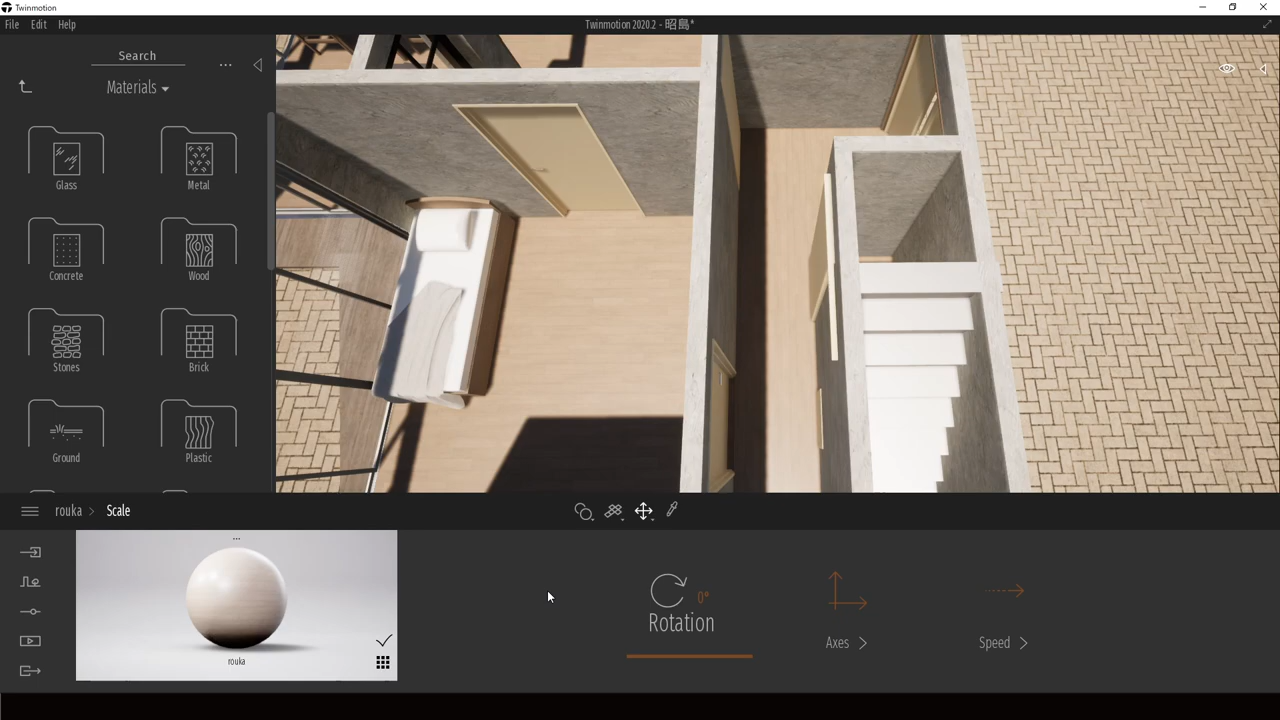 Twinmotion
File Edit Help
Twinmotion 2020.2 - 昭島*
Search
...
Materials
Glass
Metal
Concrete
Wood
Stones
Brick
Ground
Plastic
rouka > Scale
...
rouka
0°
Rotation
Axes
Speed